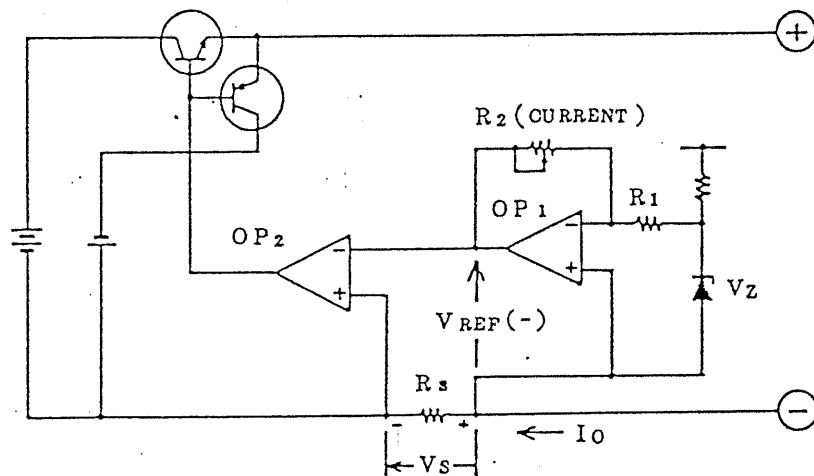 +
R2 (CURRENT)
OP1
R1
OP2
-
+
-
+
VREF (-)
VZ
Rs
-
+
IO
VS
-